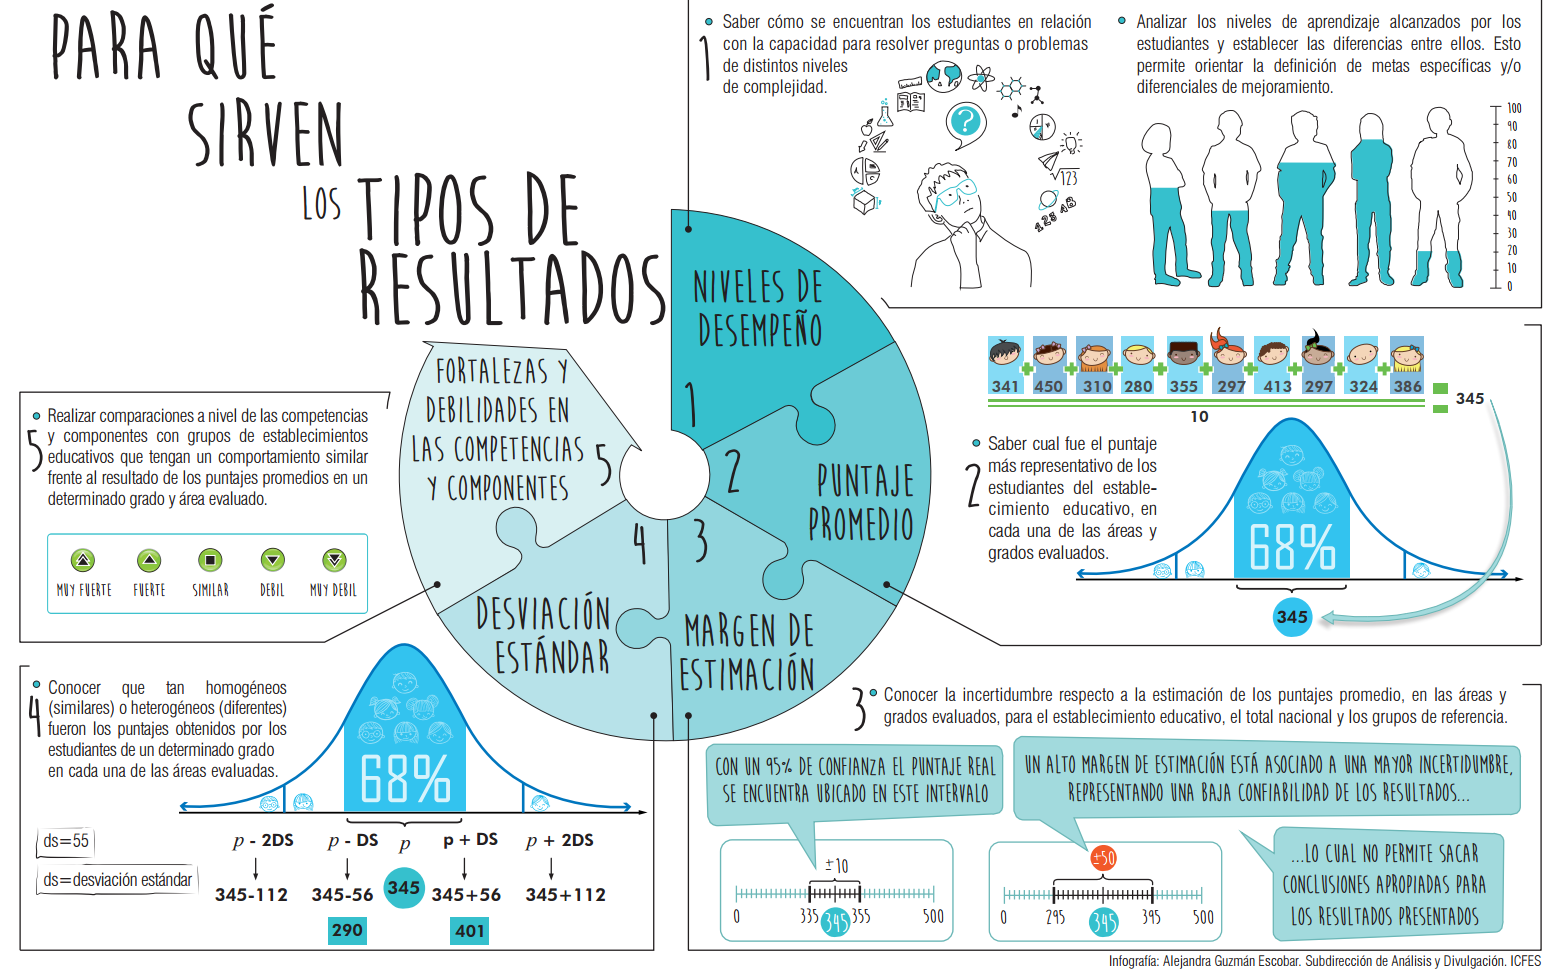 PARA QUÉ
SIRVEN
LOS TIPOS DE
RESULTADOS
NIVELES DE
DESEMPEÑO
1
2
PUNTAJE
PROMEDIO
3
MARGEN DE
ESTIMACIÓN
4
DESVIACIÓN
ESTÁNDAR
FORTALEZAS Y
DEBILIDADES EN
LAS COMPETENCIAS
Y COMPONENTES
5
1
Saber cómo se encuentran los estudiantes en relación
con la capacidad para resolver preguntas o problemas
de distintos niveles
de complejidad.
?
√123
1 2 3 A B
Analizar los niveles de aprendizaje alcanzados por los
estudiantes y establecer las diferencias entre ellos. Esto
permite orientar la definición de metas específicas y/o
diferenciales de mejoramiento.
100
90
80
70
60
50
40
30
20
10
0
341 + 450 + 310 + 280 + 355 + 297 + 413 + 297 + 324 + 386 = 345
10
2
Saber cual fue el puntaje
más representativo de los
estudiantes del estable-
cimiento educativo, en
cada una de las áreas y
grados evaluados.
68%
345
3
Conocer la incertidumbre respecto a la estimación de los puntajes promedio, en las áreas y
grados evaluados, para el establecimiento educativo, el total nacional y los grupos de referencia.
CON UN 95% DE CONFIANZA EL PUNTAJE REAL
SE ENCUENTRA UBICADO EN ESTE INTERVALO
±10
0 335 345 355 500
UN ALTO MARGEN DE ESTIMACIÓN ESTÁ ASOCIADO A UNA MAYOR INCERTIDUMBRE,
REPRESENTANDO UNA BAJA CONFIABILIDAD DE LOS RESULTADOS...
±50
0 295 345 395 500
...LO CUAL NO PERMITE SACAR
CONCLUSIONES APROPIADAS PARA
LOS RESULTADOS PRESENTADOS
4
Conocer que tan homogéneos
(similares) o heterogéneos (diferentes)
fueron los puntajes obtenidos por los
estudiantes de un determinado grado
en cada una de las áreas evaluadas.
68%
ds=55
ds=desviación estándar
p - 2DS p - DS p p + DS p + 2DS
345-112 345-56 345 345+56 345+112
290 401
5
Realizar comparaciones a nivel de las competencias
y componentes con grupos de establecimientos
educativos que tengan un comportamiento similar
frente al resultado de los puntajes promedios en un
determinado grado y área evaluado.
MUY FUERTE FUERTE SIMILAR DEBIL MUY DEBIL
Infografía: Alejandra Guzmán Escobar. Subdirección de Análisis y Divulgación. ICFES